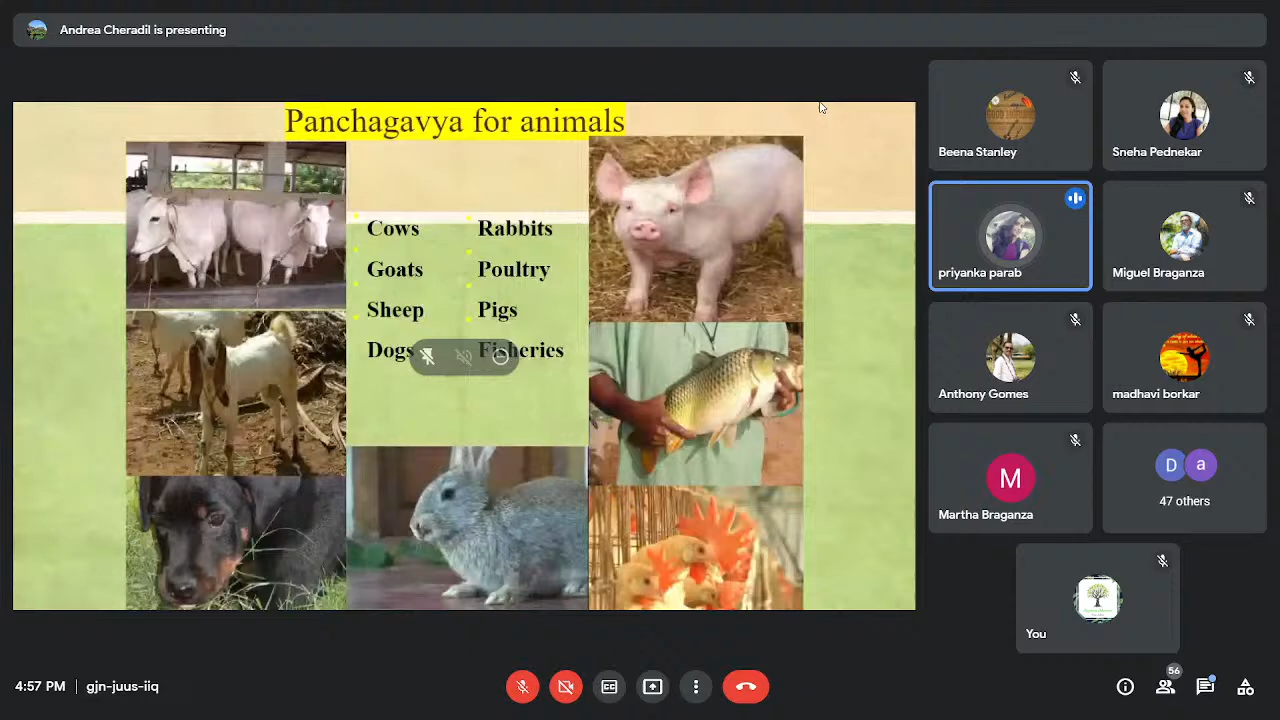 Andrea Cheradil is presenting
Panchagavya for animals
Cows
Goats
Sheep
Dogs
Rabbits
Poultry
Pigs
Fisheries
Beena Stanley
Sneha Pednekar
priyanka parab
Miguel Braganza
Anthony Gomes
madhavi borkar
M
Martha Braganza
D a
47 others
You
4:57 PM | gjn-juus-iiq
56